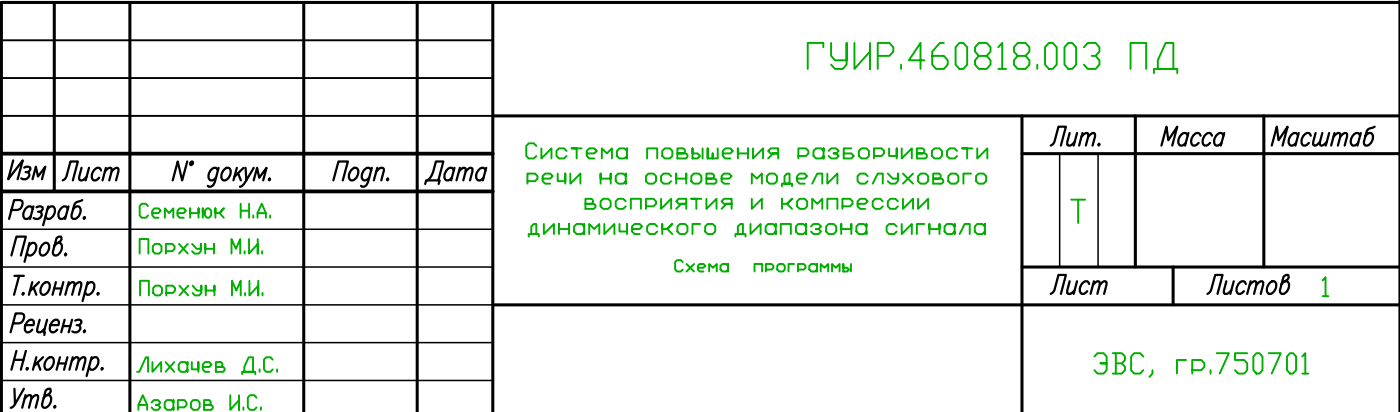 ГУИР.460818.003 ПД
Изм Лист N° докум. Подп. Дата
Разраб. Семенюк Н.А.
Пров. Порхун М.И.
Т.контр. Порхун М.И.
Реценз.
Н.контр. Лихачев Д.С.
Утв. Азаров И.С.
Система повышения разборчивости
речи на основе модели слухового
восприятия и компрессии
динамического диапазона сигнала
Схема программы
Лит. Масса Масштаб
Т
Лист Листов 1
ЭВС, гр.750701